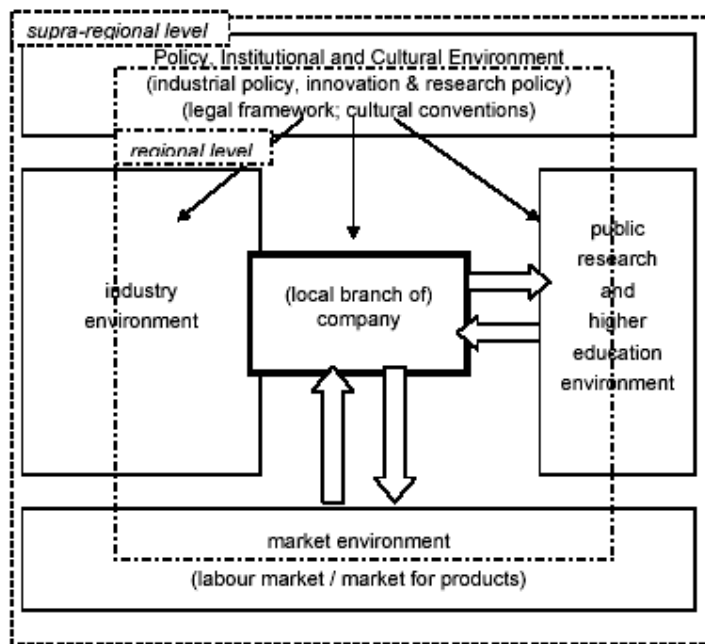 supra-regional level
Policy, Institutional and Cultural Environment
(industrial policy, innovation & research policy)
(legal framework; cultural conventions)
regional level
industry
environment
(local branch of)
company
public
research
and
higher
education
environment
market environment
(labour market / market for products)